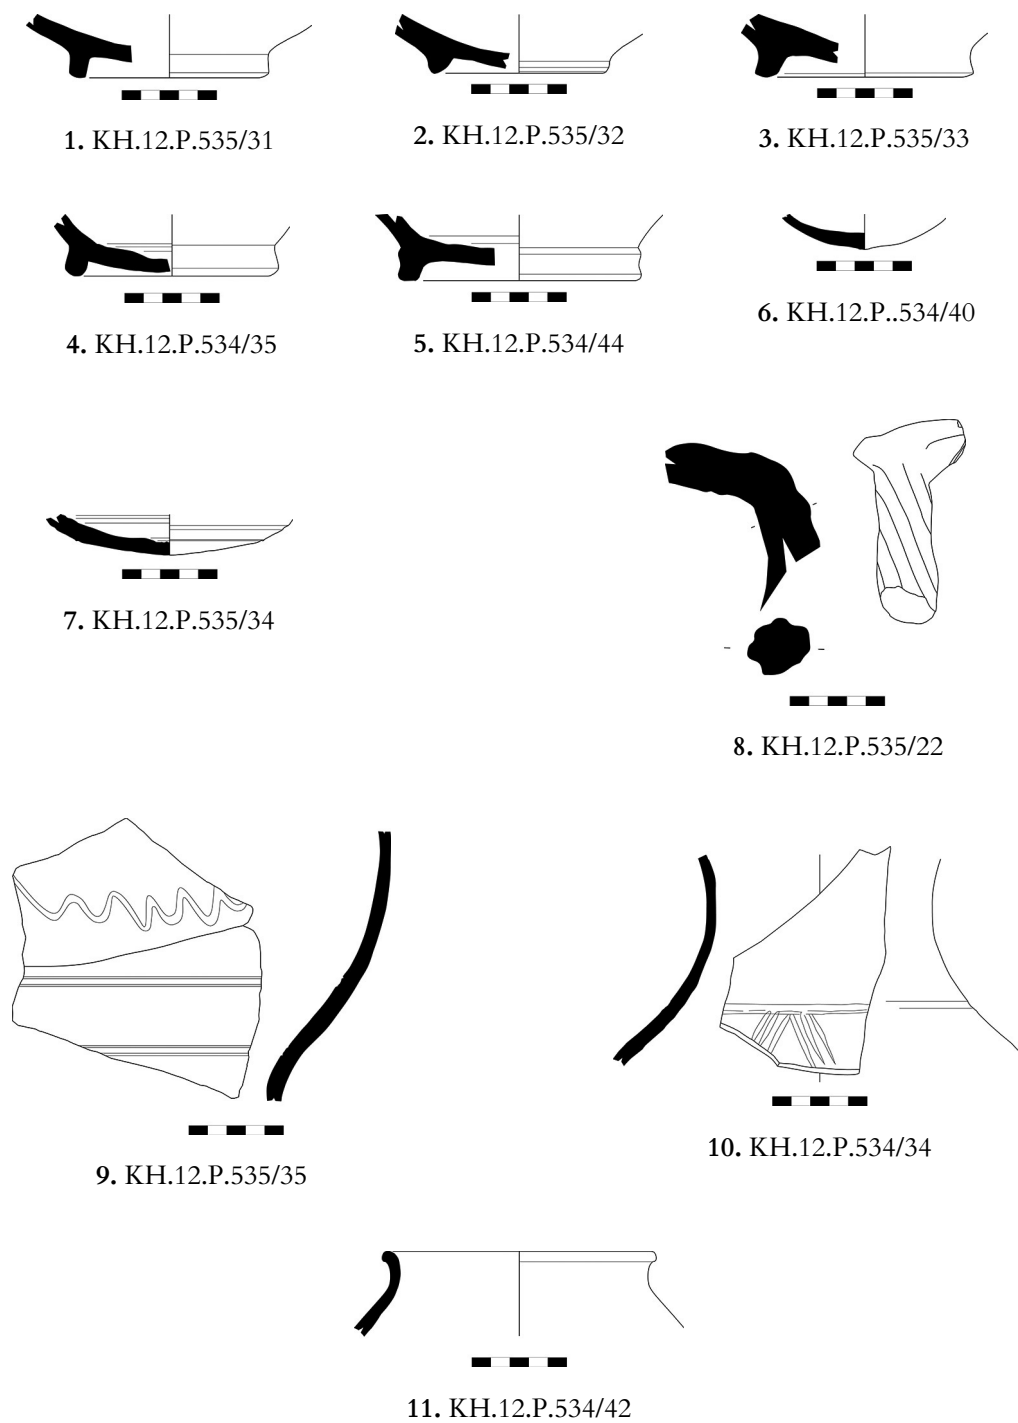 1. KH.12.P.535/31
2. KH.12.P.535/32
3. KH.12.P.535/33
4. KH.12.P.534/35
5. KH.12.P.534/44
6. KH.12.P..534/40
7. KH.12.P.535/34
8. KH.12.P.535/22
9. KH.12.P.535/35
10. KH.12.P.534/34
11. KH.12.P.534/42